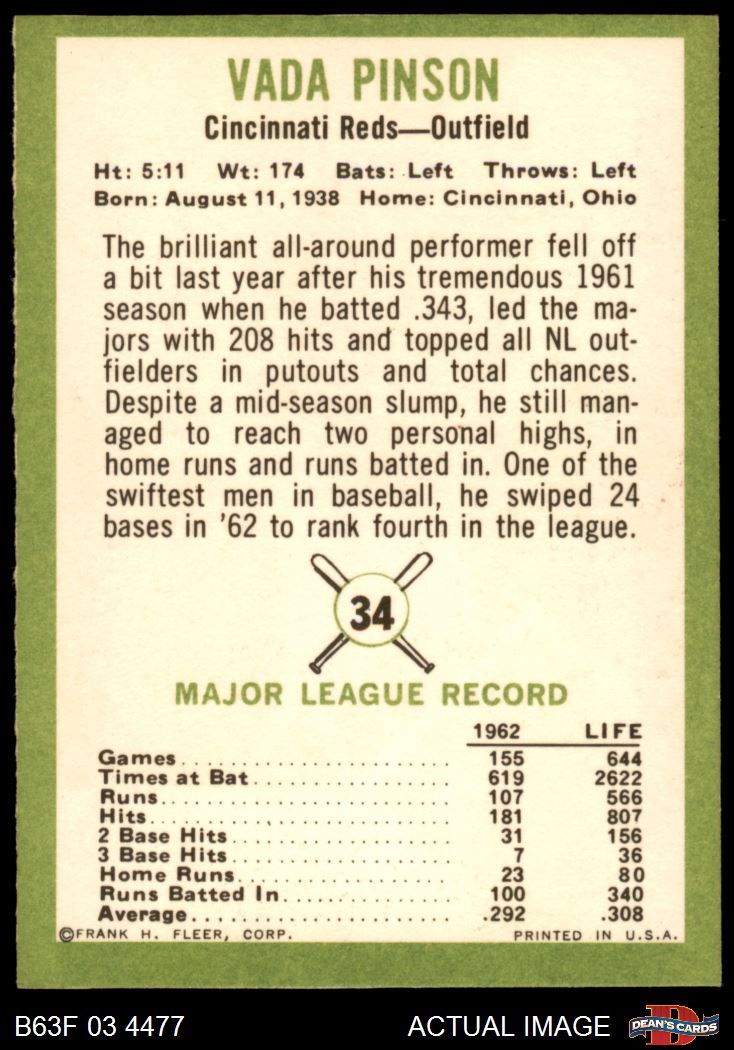 VADA PINSON
Cincinnati Reds—Outfield
Ht: 5:11 Wt: 174 Bats: Left Throws: Left
Born: August 11, 1938 Home: Cincinnati, Ohio
The brilliant all-around performer fell off
a bit last year after his tremendous 1961
season when he batted .343, led the ma-
jors with 208 hits and topped all NL out-
fielders in putouts and total chances.
Despite a mid-season slump, he still man-
aged to reach two personal highs, in
home runs and runs batted in. One of the
swiftest men in baseball, he swiped 24
bases in '62 to rank fourth in the league.
34
MAJOR LEAGUE RECORD
1962 LIFE
Games.......................... 155 644
Times at Bat.................. 619 2622
Runs............................ 107 566
Hits.............................. 181 807
2 Base Hits.................... 31 156
3 Base Hits.................... 7 36
Home Runs.................... 23 80
Runs Batted In............... 100 340
Average........................ .292 .308
©FRANK H. FLEER, CORP. PRINTED IN U.S.A.
B63F 03 4477 ACTUAL IMAGE D DEAN'S CARDS